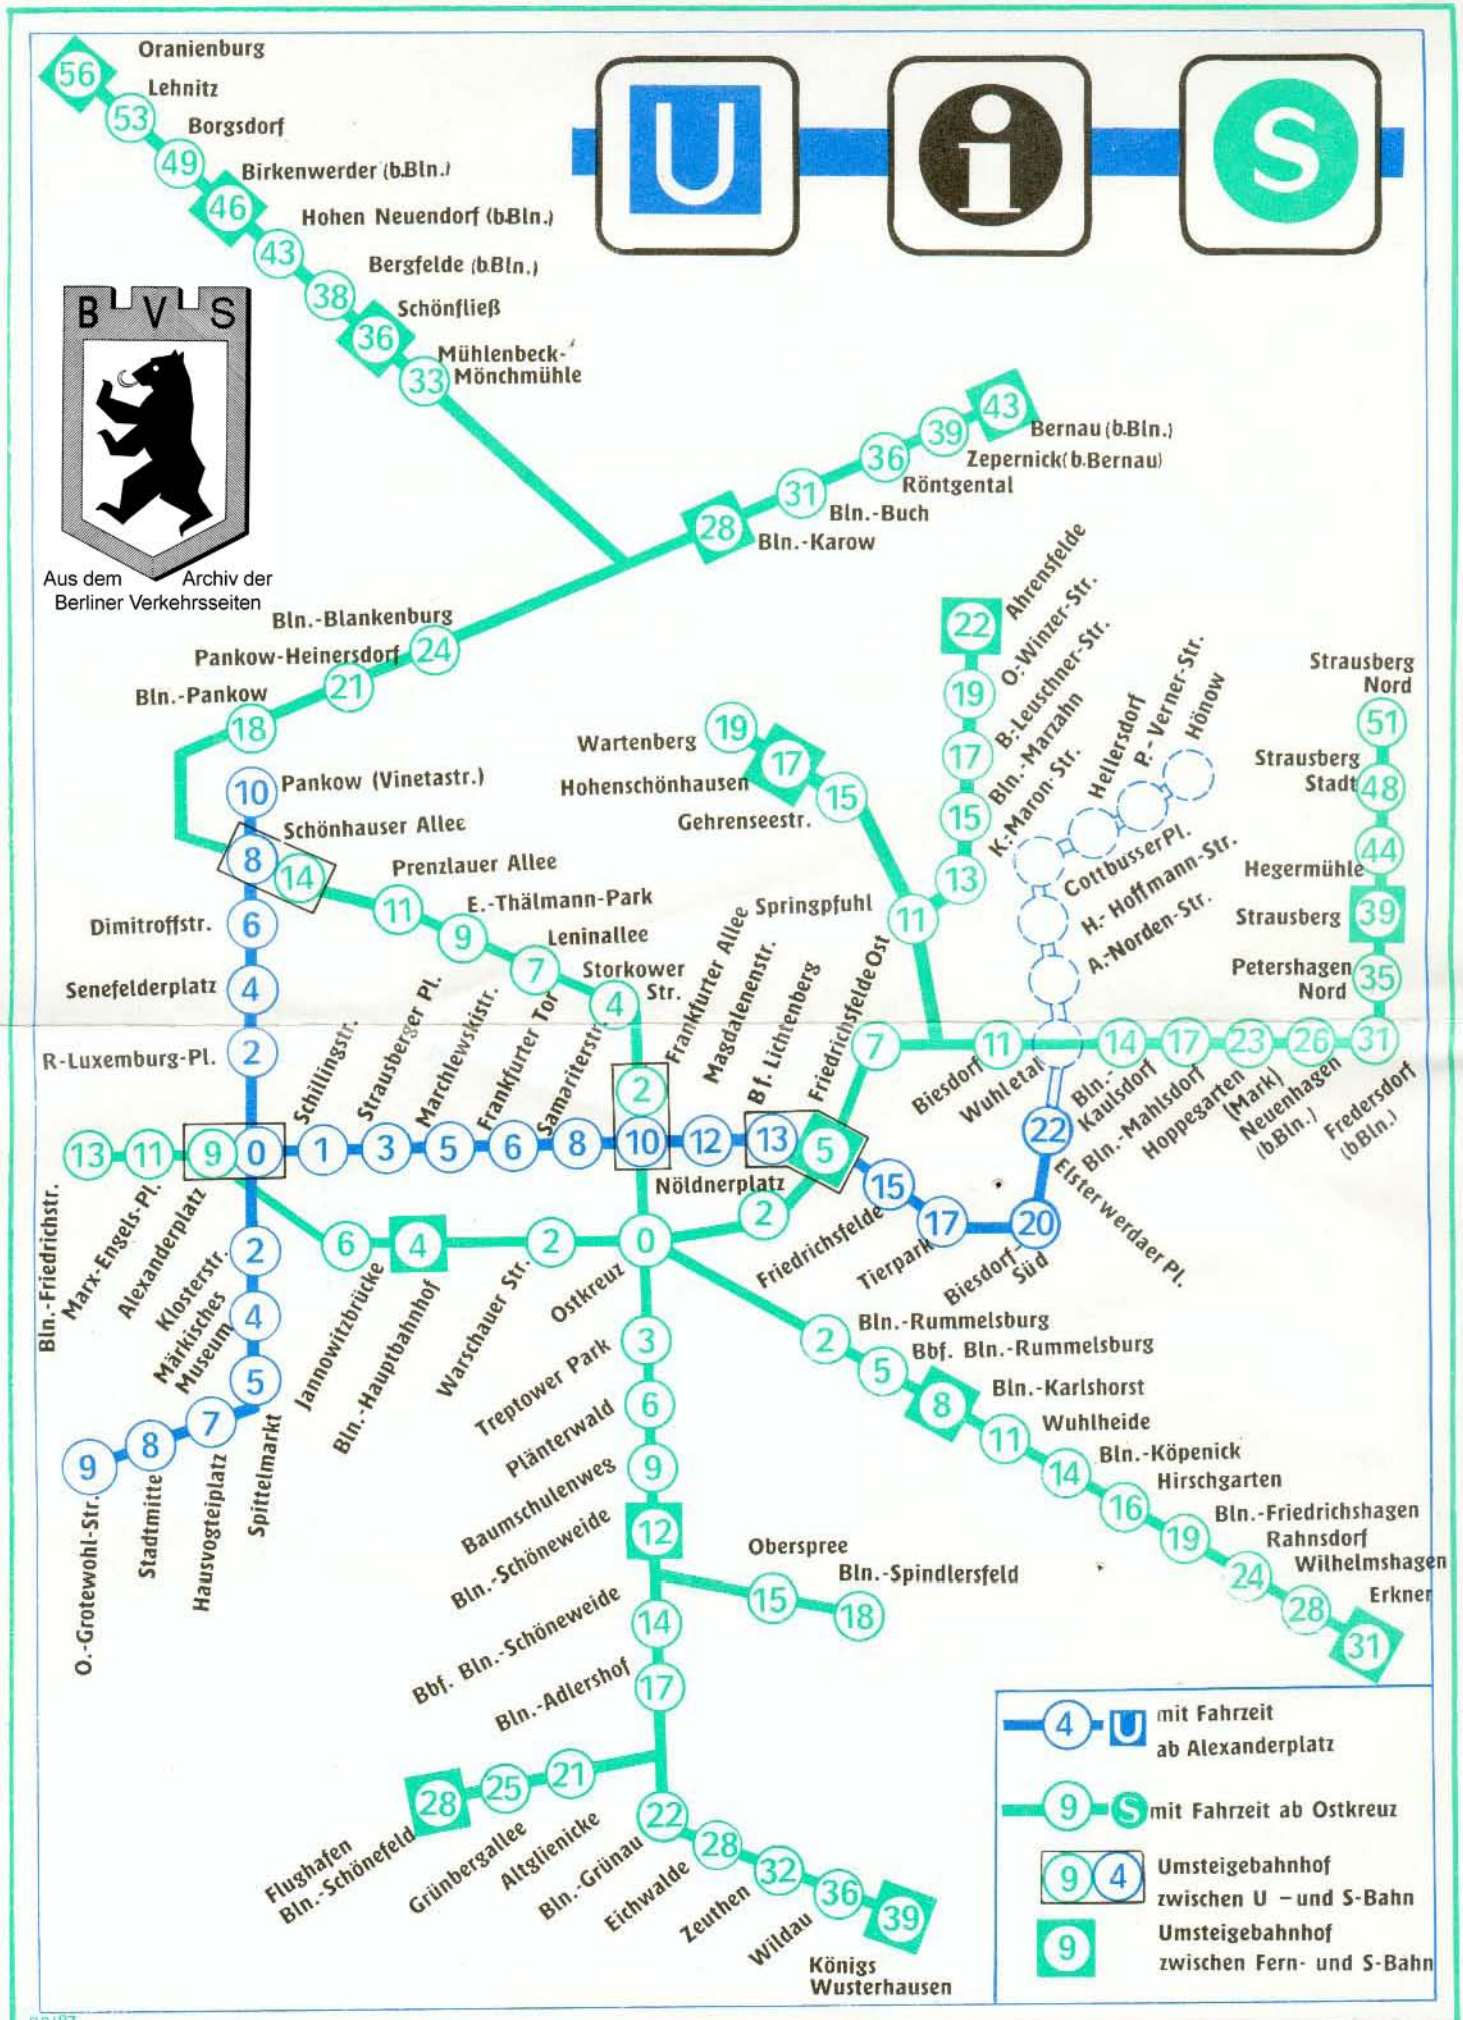 Oranienburg
56
Lehnitz
53
Borgsdorf
49
Birkenwerder (b.Bln.)
46
Hohen Neuendorf (b.Bln.)
43
Bergfelde (b.Bln.)
38
Schönfließ
36
Mühlenbeck-
Mönchmühle
33
U
i
S
B V S
Aus dem Archiv der
Berliner Verkehrsseiten
43
Bernau (b.Bln.)
39
Zepernick (b.Bernau)
36
Röntgental
31
Bln.-Buch
28
Bln.-Karow
Bln.-Blankenburg
24
Pankow-Heinersdorf
21
Bln.-Pankow
18
10
Pankow (Vinetastr.)
Schönhauser Allee
8
14
Prenzlauer Allee
11
E.-Thälmann-Park
9
Leninallee
7
Storkower
Str.
4
Dimitroffstr.
6
Senefelderplatz
4
R-Luxemburg-Pl.
2
Wartenberg
19
Hohenschönhausen
17
Gehrenseestr.
15
Springpfuhl
11
22
Ahrensfelde
19
O.-Winzer-Str.
17
B.-Leuschner-Str.
15
Bln.-Marzahn
13
K.-Maron-Str.
Hönow
P.- Verner-Str.
Hellersdorf
Cottbusser Pl.
H.- Hoffmann-Str.
A.-Norden-Str.
Strausberg
Nord
51
Strausberg
Stadt
48
Hegermühle
44
Strausberg
39
Petershagen
Nord
35
31
Fredersdorf
(b.Bln.)
26
Neuenhagen
(b.Bln.)
23
Hoppegarten
(Mark)
17
Bln.-Mahlsdorf
14
Bln.-
Kaulsdorf
Wuhletal
11
Biesdorf
7
Friedrichsfelde Ost
13
Bln.-Friedrichstr.
11
Marx-Engels-Pl.
9
0
Alexanderplatz
1
Schillingstr.
3
Strausberger Pl.
5
Marchlewskistr.
6
Frankfurter Tor
8
Samariterstr.
2
10
Frankfurter Allee
12
Magdalenenstr.
13
5
Bf. Lichtenberg
15
Friedrichsfelde
17
Tierpark
20
Biesdorf-
Süd
22
Elsterwerdaer Pl.
2
Nöldnerplatz
6
Jannowitzbrücke
4
Bln.-Hauptbahnhof
2
Warschauer Str.
0
Ostkreuz
2
Klosterstr.
4
Märkisches
Museum
5
Spittelmarkt
7
Hausvogteiplatz
8
Stadtmitte
9
O.-Grotewohl-Str.
3
Treptower Park
6
Plänterwald
9
Baumschulenweg
12
Bln.-Schöneweide
Oberspree
15
Bln.-Spindlersfeld
18
14
Bbf. Bln.-Schöneweide
17
Bln.-Adlershof
21
Altglienicke
25
Grünbergallee
28
Flughafen
Bln.-Schönefeld
22
Bln.-Grünau
28
Eichwalde
32
Zeuthen
36
Wildau
39
Königs
Wusterhausen
2
Bln.-Rummelsburg
5
Bbf. Bln.-Rummelsburg
8
Bln.-Karlshorst
11
Wuhlheide
14
Bln.-Köpenick
16
Hirschgarten
19
Bln.-Friedrichshagen
24
Rahnsdorf
28
Wilhelmshagen
31
Erkner
4 U mit Fahrzeit
ab Alexanderplatz
9 S mit Fahrzeit ab Ostkreuz
9 4 Umsteigebahnhof
zwischen U – und S-Bahn
9 Umsteigebahnhof
zwischen Fern- und S-Bahn